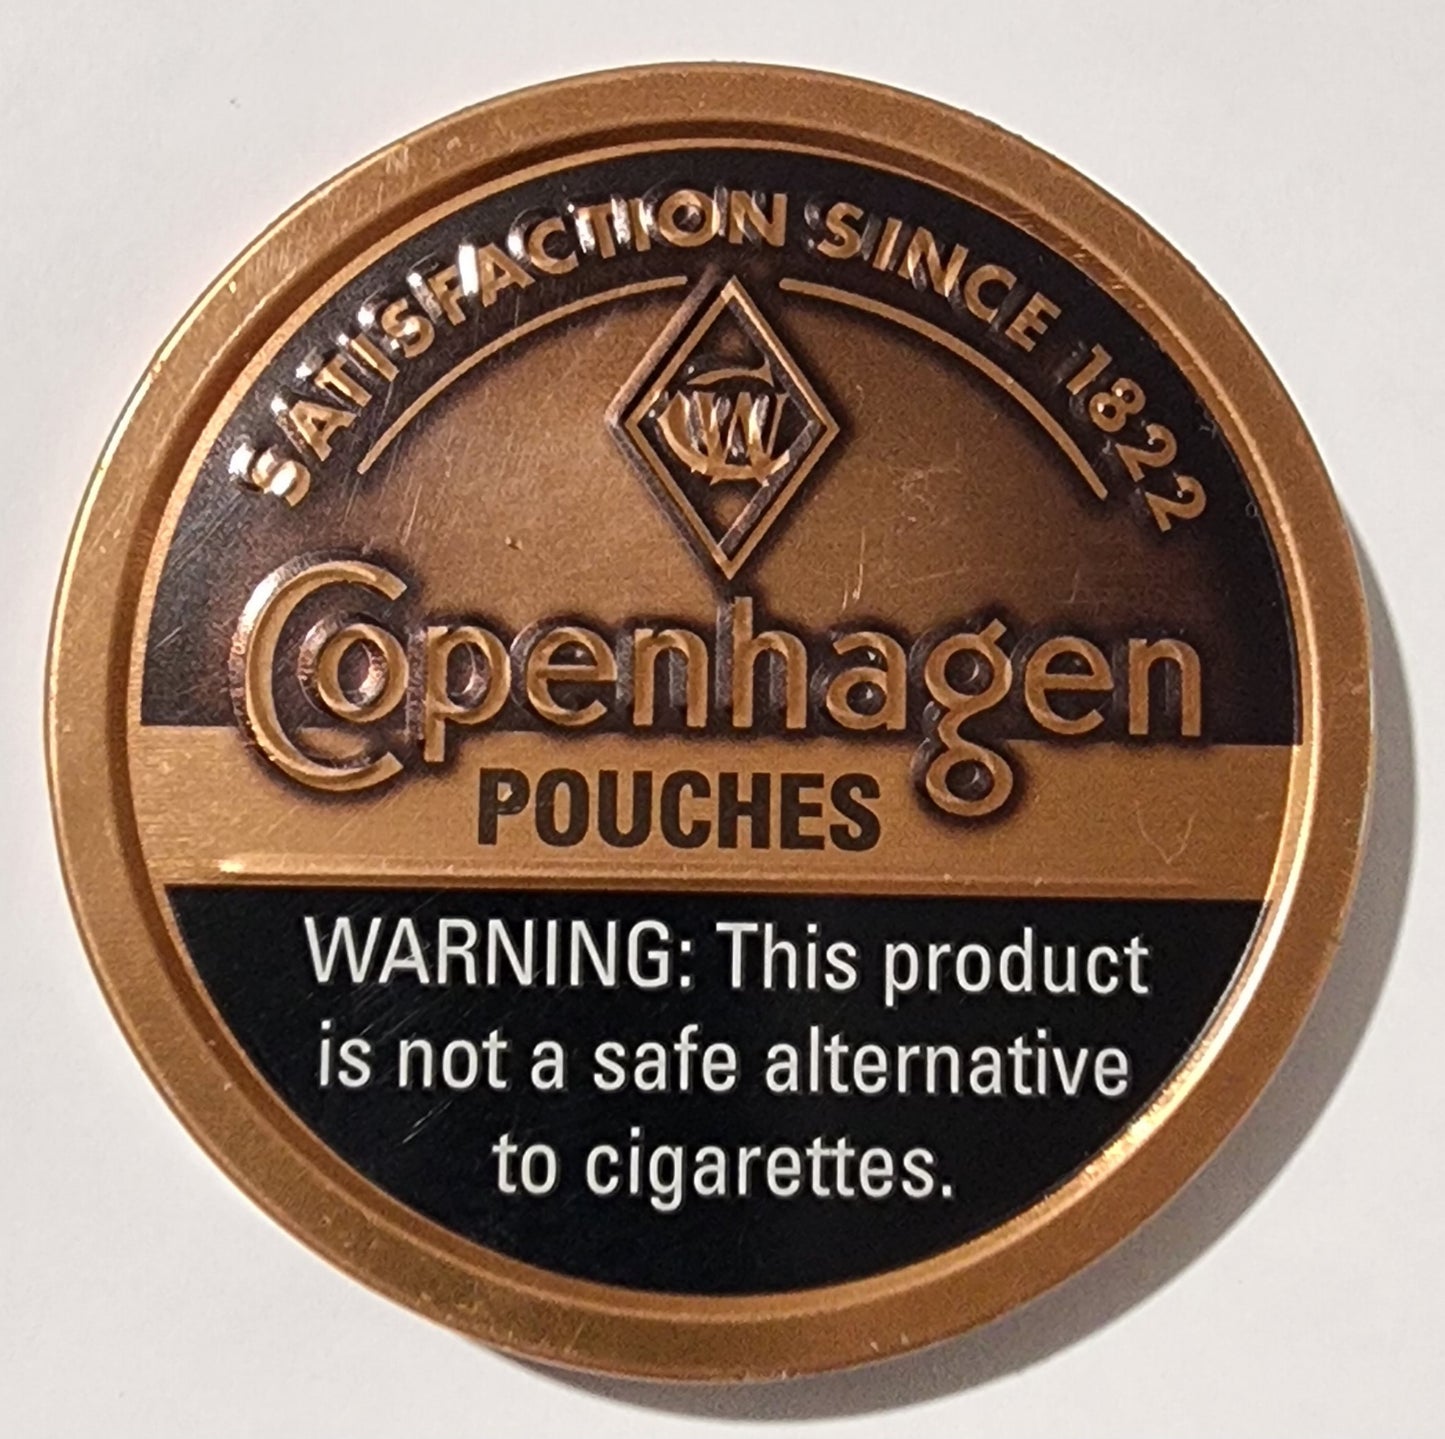 SATISFACTION SINCE 1822
CW
Copenhagen
POUCHES
WARNING: This product
is not a safe alternative
to cigarettes.